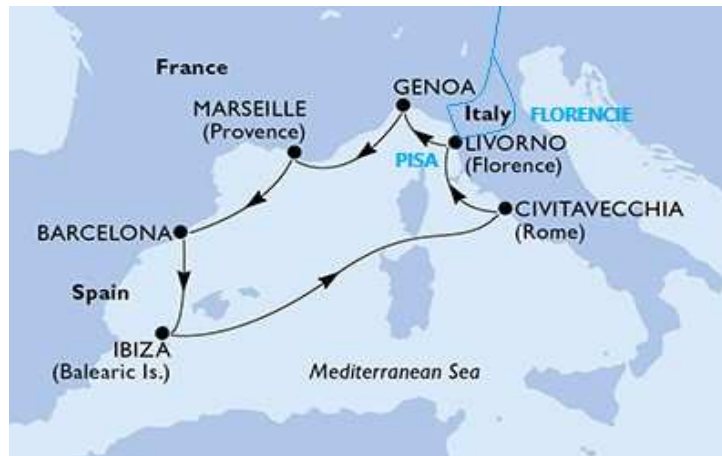 France
GENOA
MARSEILLE
(Provence)
Italy
FLORENCIE
LIVORNO
(Florence)
PISA
CIVITAVECCHIA
(Rome)
BARCELONA
Spain
IBIZA
(Balearic Is.)
Mediterranean Sea